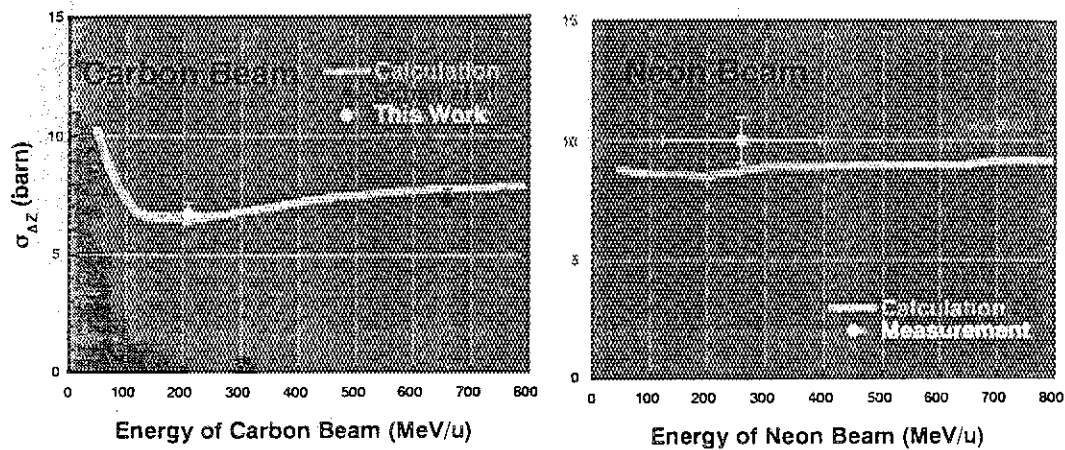 15
10
5
0
σΔZ (barn)
Carbon Beam
Calculation
This Work
0 100 200 300 400 500 600 700 800
Energy of Carbon Beam (MeV/u)
15
10
5
0
Neon Beam
Calculation
Measurement
0 100 200 300 400 500 600 700 800
Energy of Neon Beam (MeV/u)